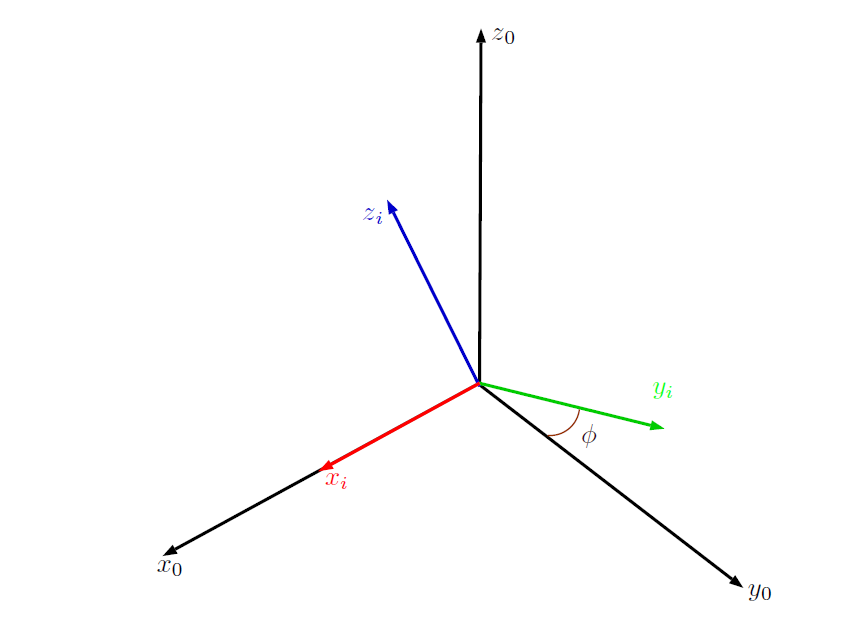 z₀
zᵢ
yᵢ
ϕ
xᵢ
x₀
y₀